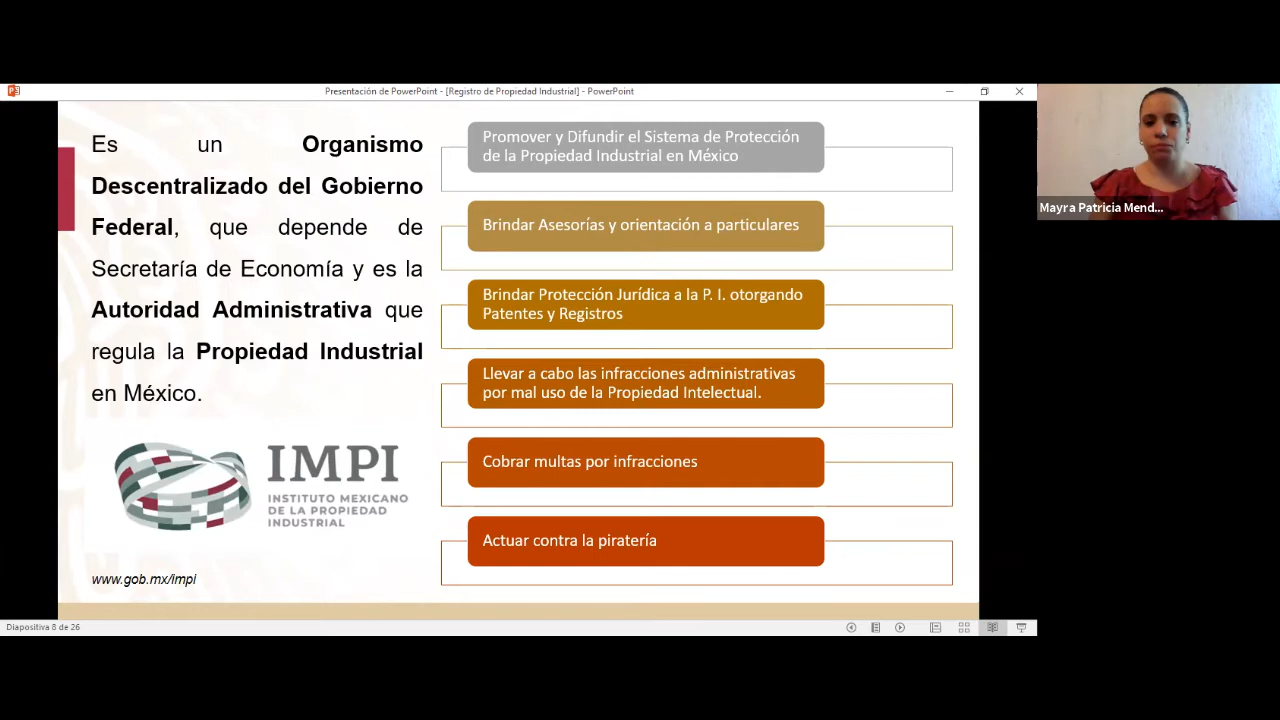 Presentación de PowerPoint - [Registro de Propiedad Industrial] - PowerPoint
Es un Organismo
Descentralizado del Gobierno
Federal, que depende de
Secretaría de Economía y es la
Autoridad Administrativa que
regula la Propiedad Industrial
en México.
IMPI
INSTITUTO MEXICANO
DE LA PROPIEDAD
INDUSTRIAL
www.gob.mx/impi
Promover y Difundir el Sistema de Protección
de la Propiedad Industrial en México
Brindar Asesorías y orientación a particulares
Brindar Protección Jurídica a la P. I. otorgando
Patentes y Registros
Llevar a cabo las infracciones administrativas
por mal uso de la Propiedad Intelectual.
Cobrar multas por infracciones
Actuar contra la piratería
Mayra Patricia Mend...
Diapositiva 8 de 26